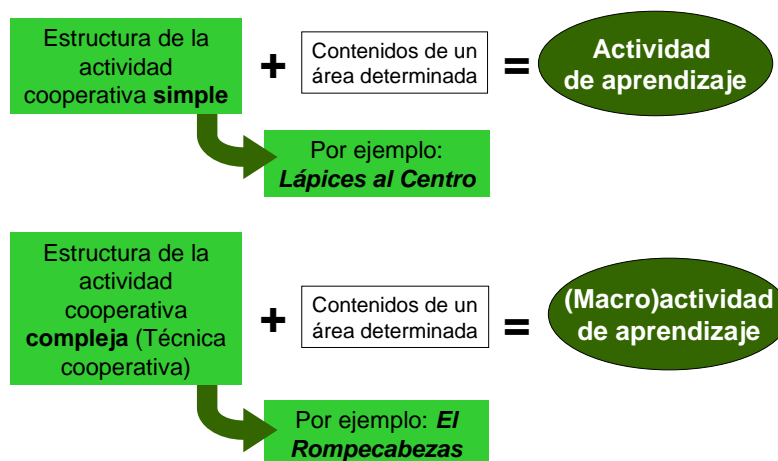 Estructura de la
actividad
cooperativa simple
+
Contenidos de un
área determinada
=
Actividad
de aprendizaje
Por ejemplo:
Lápices al Centro
Estructura de la
actividad
cooperativa
compleja (Técnica
cooperativa)
+
Contenidos de un
área determinada
=
(Macro)actividad
de aprendizaje
Por ejemplo: El
Rompecabezas